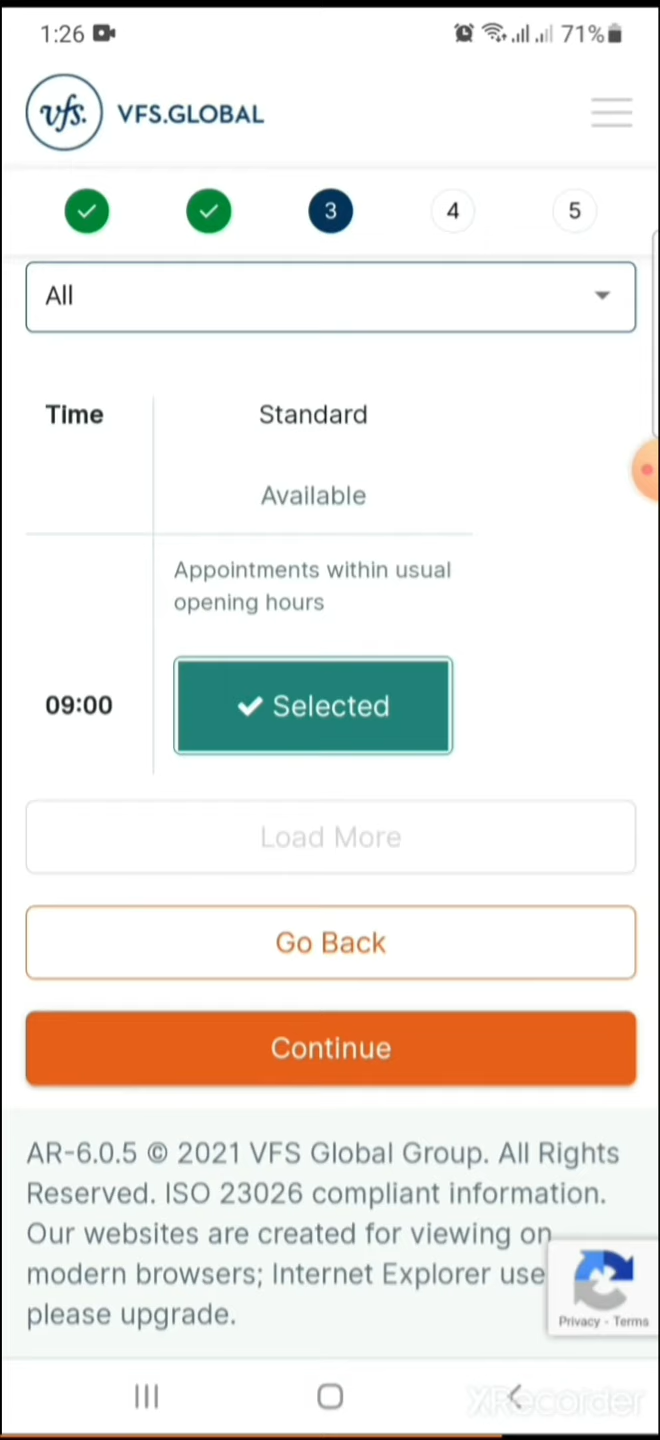 1:26 71%
vfs. VFS.GLOBAL
3 4 5
All
Time Standard
Available
Appointments within usual
opening hours
09:00 Selected
Load More
Go Back
Continue
AR-6.0.5 © 2021 VFS Global Group. All Rights
Reserved. ISO 23026 compliant information.
Our websites are created for viewing on
modern browsers; Internet Explorer use
please upgrade.
Privacy - Terms
XRecorder